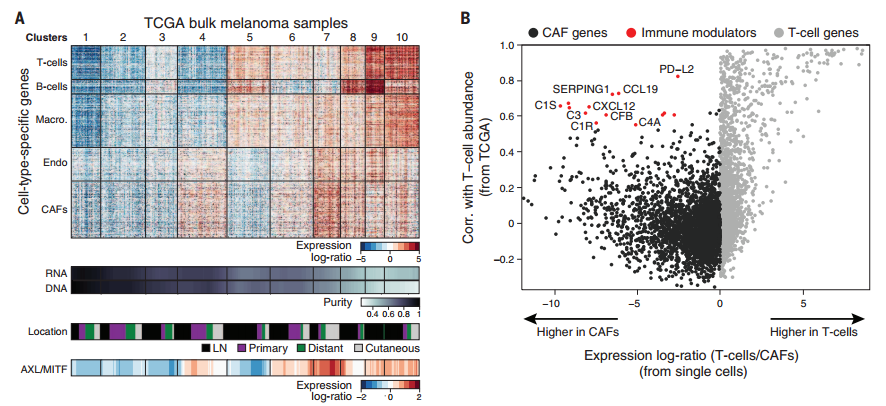 A
TCGA bulk melanoma samples
Clusters 1 2 3 4 5 6 7 8 9 10
Cell-type-specific genes
T-cells
B-cells
Macro.
Endo
CAFs
Expression
log-ratio −5 0 5
RNA
DNA
Purity
0.4 0.6 0.8 1
Location
LN Primary Distant Cutaneous
AXL/MITF
Expression
log-ratio −2 0 2
B
CAF genes Immune modulators T-cell genes
Corr. with T−cell abundance
(from TCGA)
1.0
0.8
0.6
0.4
0.2
0
−0.2
PD−L2
SERPING1 CCL19
C1S CXCL12
C3 CFB C4A
C1R
−10 −5 0 5
Higher in CAFs Higher in T-cells
Expression log-ratio (T-cells/CAFs)
(from single cells)